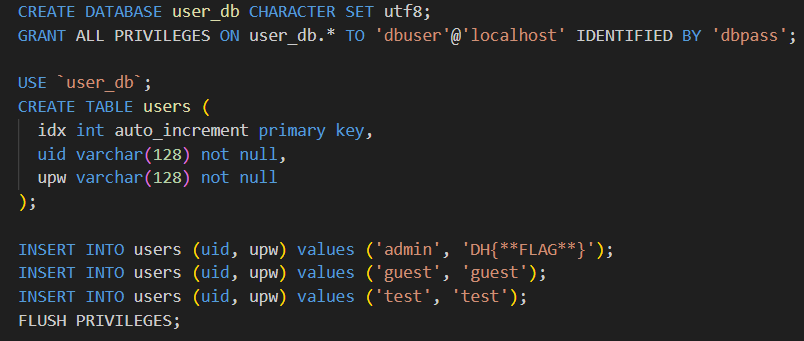 CREATE DATABASE user_db CHARACTER SET utf8;
GRANT ALL PRIVILEGES ON user_db.* TO 'dbuser'@'localhost' IDENTIFIED BY 'dbpass';
USE `user_db`;
CREATE TABLE users (
  idx int auto_increment primary key,
  uid varchar(128) not null,
  upw varchar(128) not null
);
INSERT INTO users (uid, upw) values ('admin', 'DH{**FLAG**}');
INSERT INTO users (uid, upw) values ('guest', 'guest');
INSERT INTO users (uid, upw) values ('test', 'test');
FLUSH PRIVILEGES;